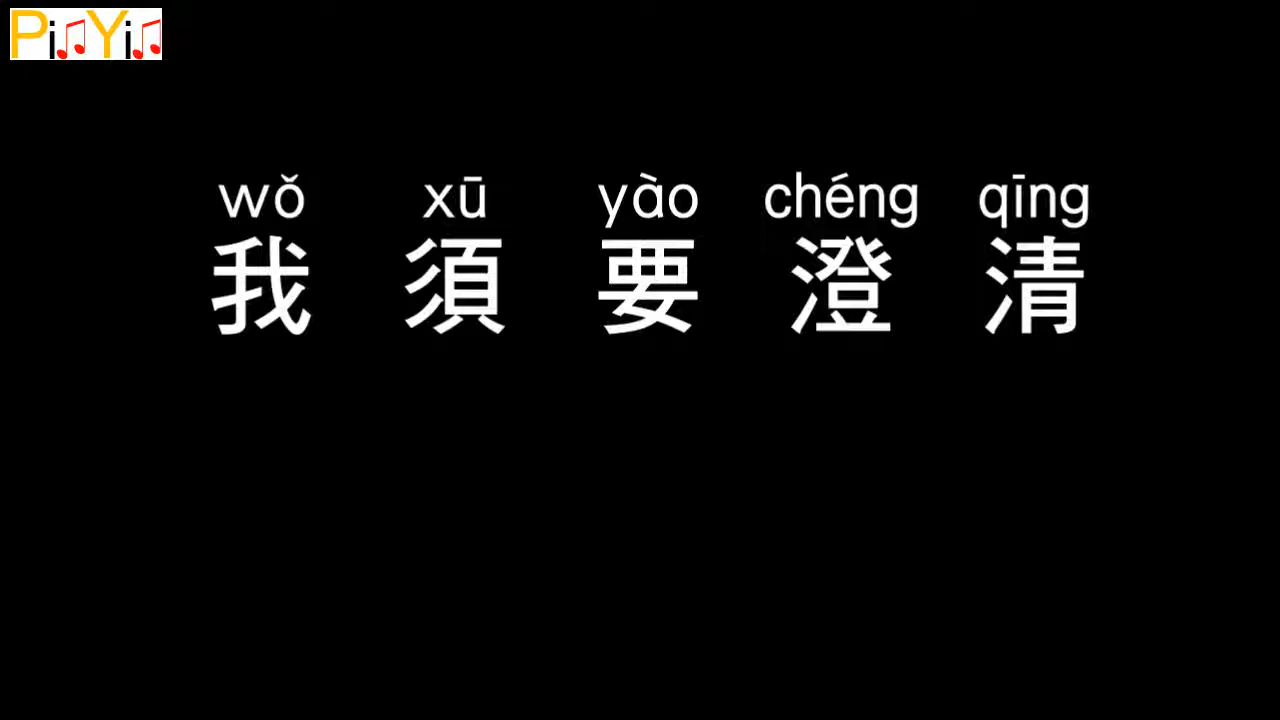 PinYin
wǒ xū yào chéng qīng
我 須 要 澄 清